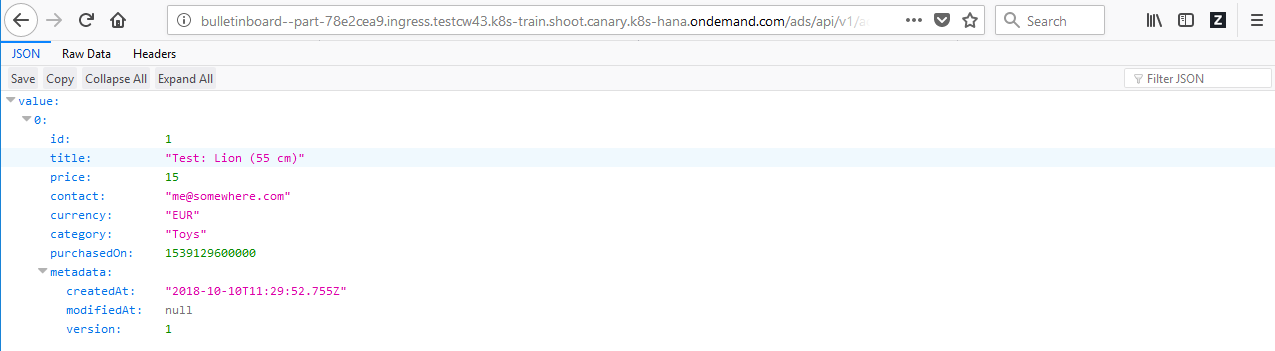 bulletinboard--part-78e2cea9.ingress.testcw43.k8s-train.shoot.canary.k8s-hana.ondemand.com/ads/api/v1/a
Search
Z
JSON Raw Data Headers
Save Copy Collapse All Expand All
Filter JSON
value:
0:
id: 1
title: "Test: Lion (55 cm)"
price: 15
contact: "me@somewhere.com"
currency: "EUR"
category: "Toys"
purchasedOn: 1539129600000
metadata:
createdAt: "2018-10-10T11:29:52.755Z"
modifiedAt: null
version: 1